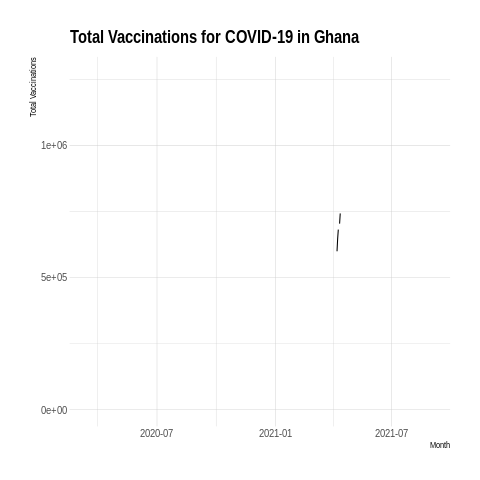 Total Vaccinations for COVID-19 in Ghana
Total Vaccinations
1e+06
5e+05
0e+00
2020-07 2021-01 2021-07
Month